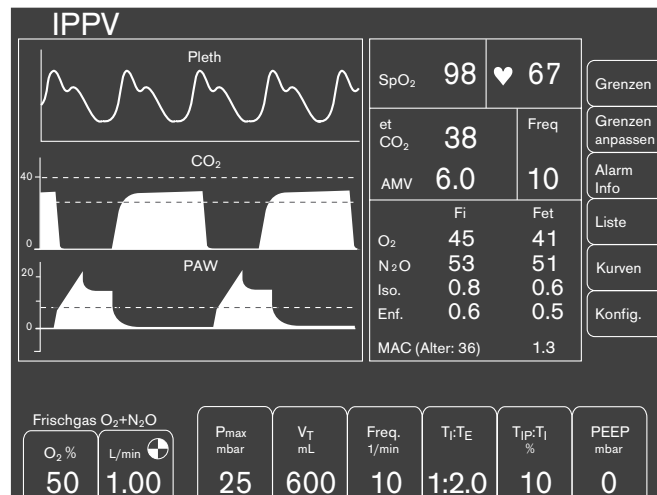 IPPV
Pleth
CO₂
40
0
PAW
20
0
SpO₂ 98 ♥ 67
et CO₂ 38
Freq
AMV 6.0 10
Fi Fet
O₂ 45 41
N₂O 53 51
Iso. 0.8 0.6
Enf. 0.6 0.5
MAC (Alter: 36) 1.3
Grenzen
Grenzen
anpassen
Alarm
Info
Liste
Kurven
Konfig.
Frischgas O₂+N₂O
O₂ % L/min
50 1.00
Pmax VT Freq. TI:TE TIP:TI PEEP
mbar mL 1/min % mbar
25 600 10 1:2.0 10 0